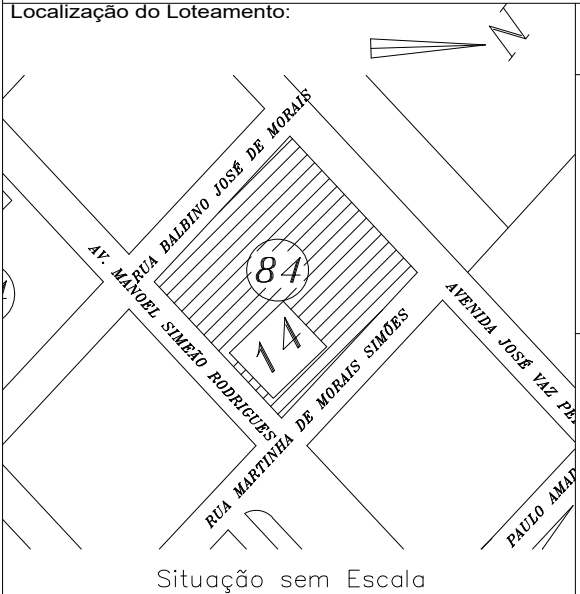 Localização do Loteamento:
N
RUA BALBINO JOSÉ DE MORAIS
84
AV. MANOEL SIMEÃO RODRIGUES
14
AVENIDA JOSÉ VAZ PE
RUA MARTINHA DE MORAIS SIMÕES
PAULO AMAD
Situação sem Escala